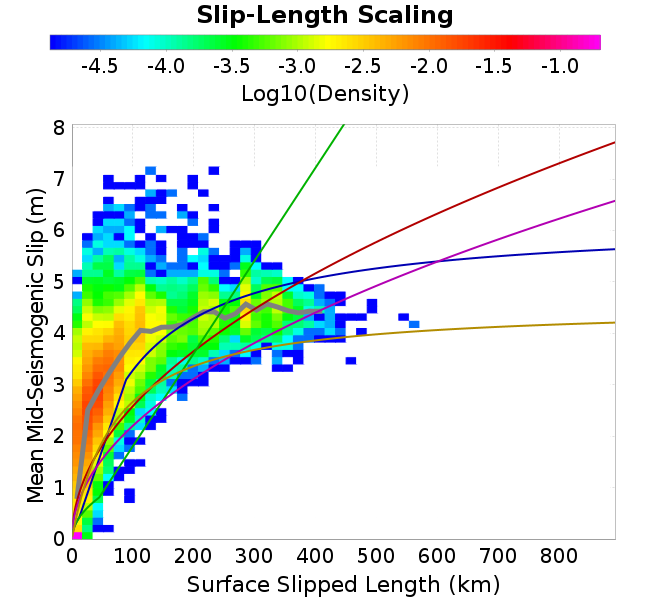 Slip-Length Scaling
-4.5 -4.0 -3.5 -3.0 -2.5 -2.0 -1.5 -1.0
Log10(Density)
Mean Mid-Seismogenic Slip (m)
8
7
6
5
4
3
2
1
0
0 100 200 300 400 500 600 700 800
Surface Slipped Length (km)